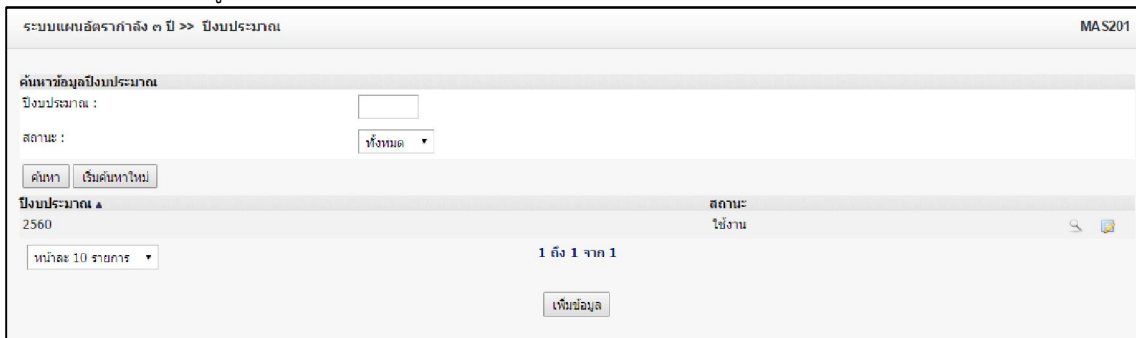 ระบบแผนอัตรากำลัง ๓ ปี >> ปีงบประมาณ MAS201
ค้นหาข้อมูลปีงบประมาณ
ปีงบประมาณ :
สถานะ : ทั้งหมด
ค้นหา เริ่มค้นหาใหม่
ปีงบประมาณ ▲ สถานะ
2560 ใช้งาน
หน้าละ 10 รายการ 1 ถึง 1 จาก 1
เพิ่มข้อมูล